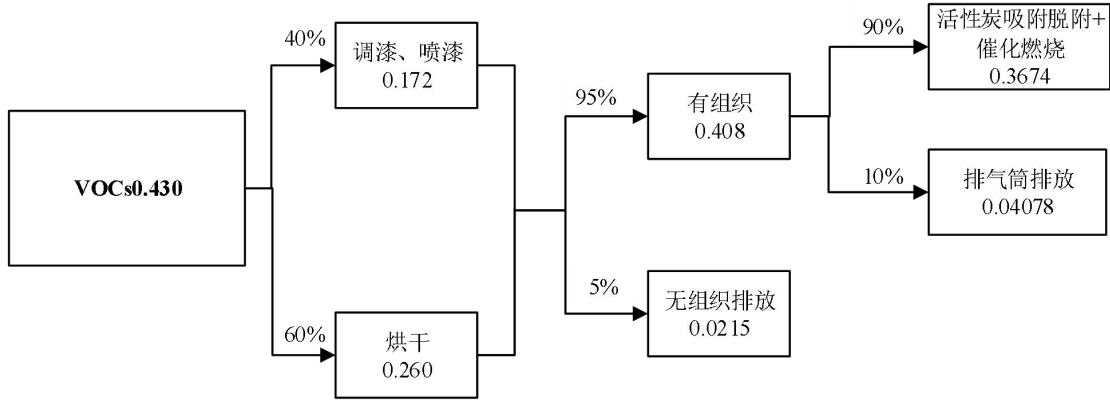 VOCs0.430
40%
调漆、喷漆
0.172
60%
烘干
0.260
95%
有组织
0.408
5%
无组织排放
0.0215
90%
活性炭吸附脱附+
催化燃烧
0.3674
10%
排气筒排放
0.04078